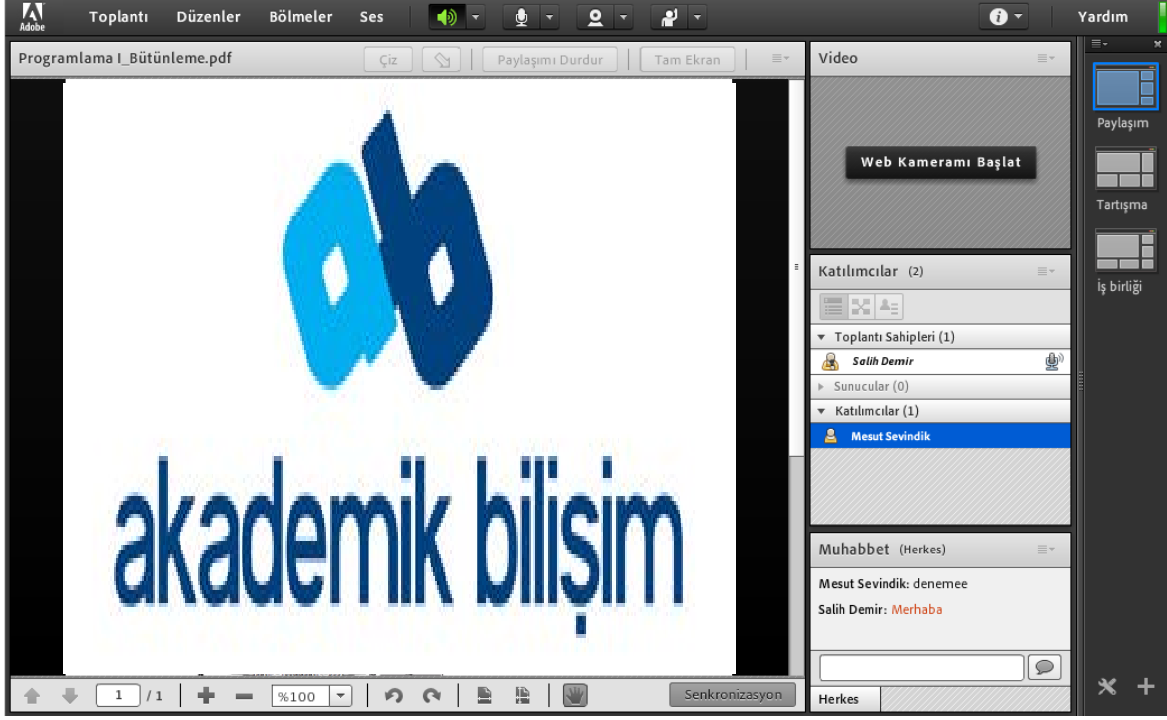 Adobe
Toplantı Düzenler Bölmeler Ses
Yardım
Programlama I_Bütünleme.pdf
Çiz
Paylaşımı Durdur
Tam Ekran
akademik bilişim
1 / 1
%100
Senkronizasyon
Video
Web Kameramı Başlat
Katılımcılar (2)
Toplantı Sahipleri (1)
Salih Demir
Sunucular (0)
Katılımcılar (1)
Mesut Sevindik
Muhabbet (Herkes)
Mesut Sevindik: denemee
Salih Demir: Merhaba
Herkes
Paylaşım
Tartışma
İş birliği